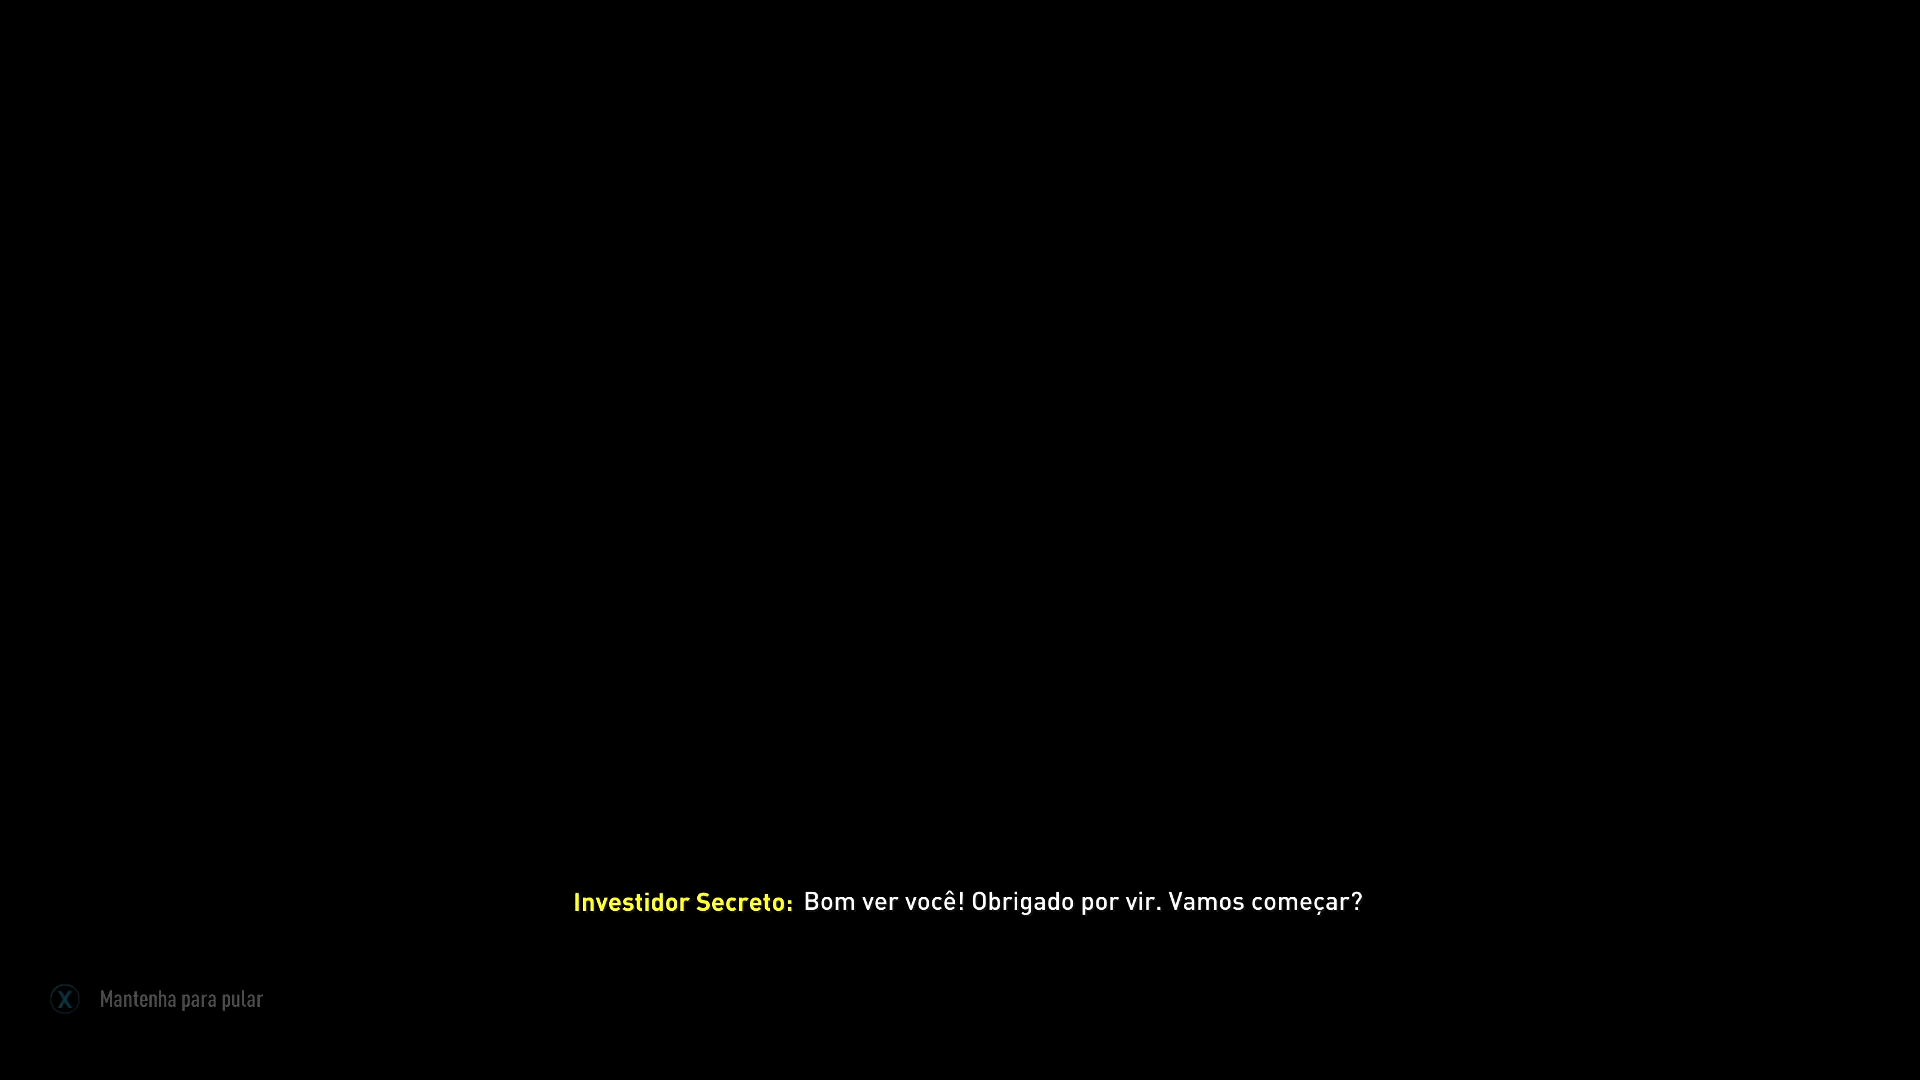 Investidor Secreto: Bom ver você! Obrigado por vir. Vamos começar?
X Mantenha para pular